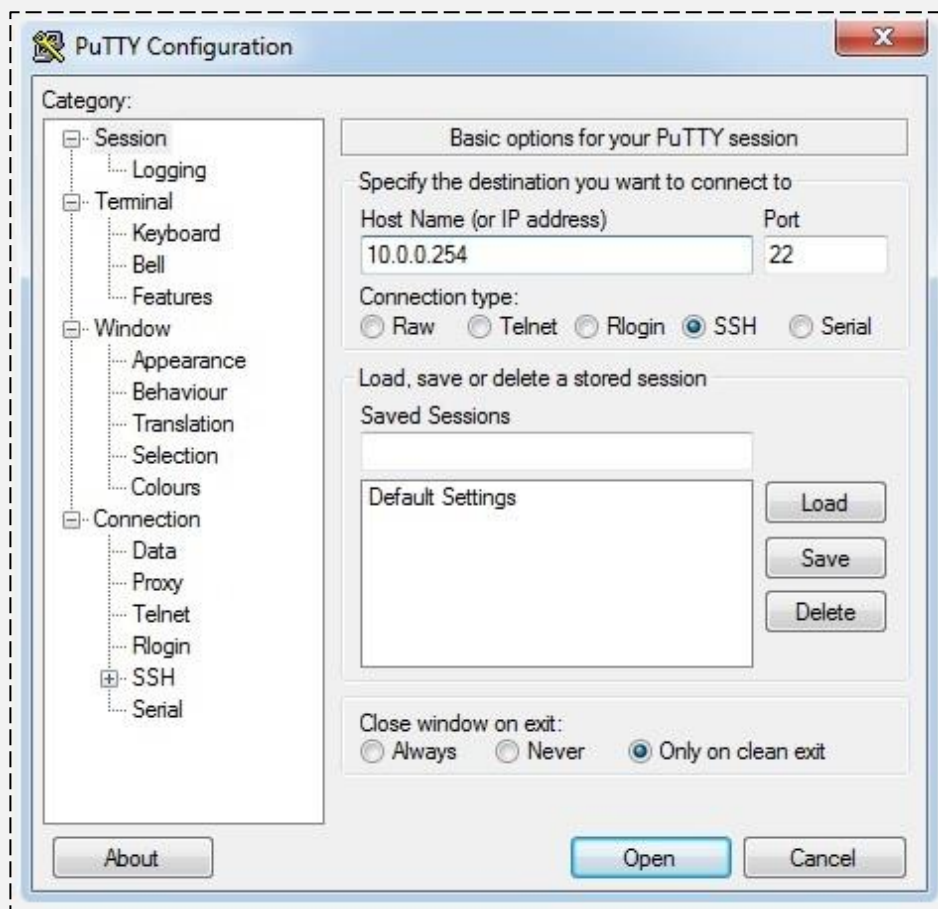 PuTTY Configuration
Category:
Session
Logging
Terminal
Keyboard
Bell
Features
Window
Appearance
Behaviour
Translation
Selection
Colours
Connection
Data
Proxy
Telnet
Rlogin
SSH
Serial
Basic options for your PuTTY session
Specify the destination you want to connect to
Host Name (or IP address) Port
10.0.0.254 22
Connection type:
Raw Telnet Rlogin SSH Serial
Load, save or delete a stored session
Saved Sessions
Default Settings
Load
Save
Delete
Close window on exit:
Always Never Only on clean exit
About Open Cancel